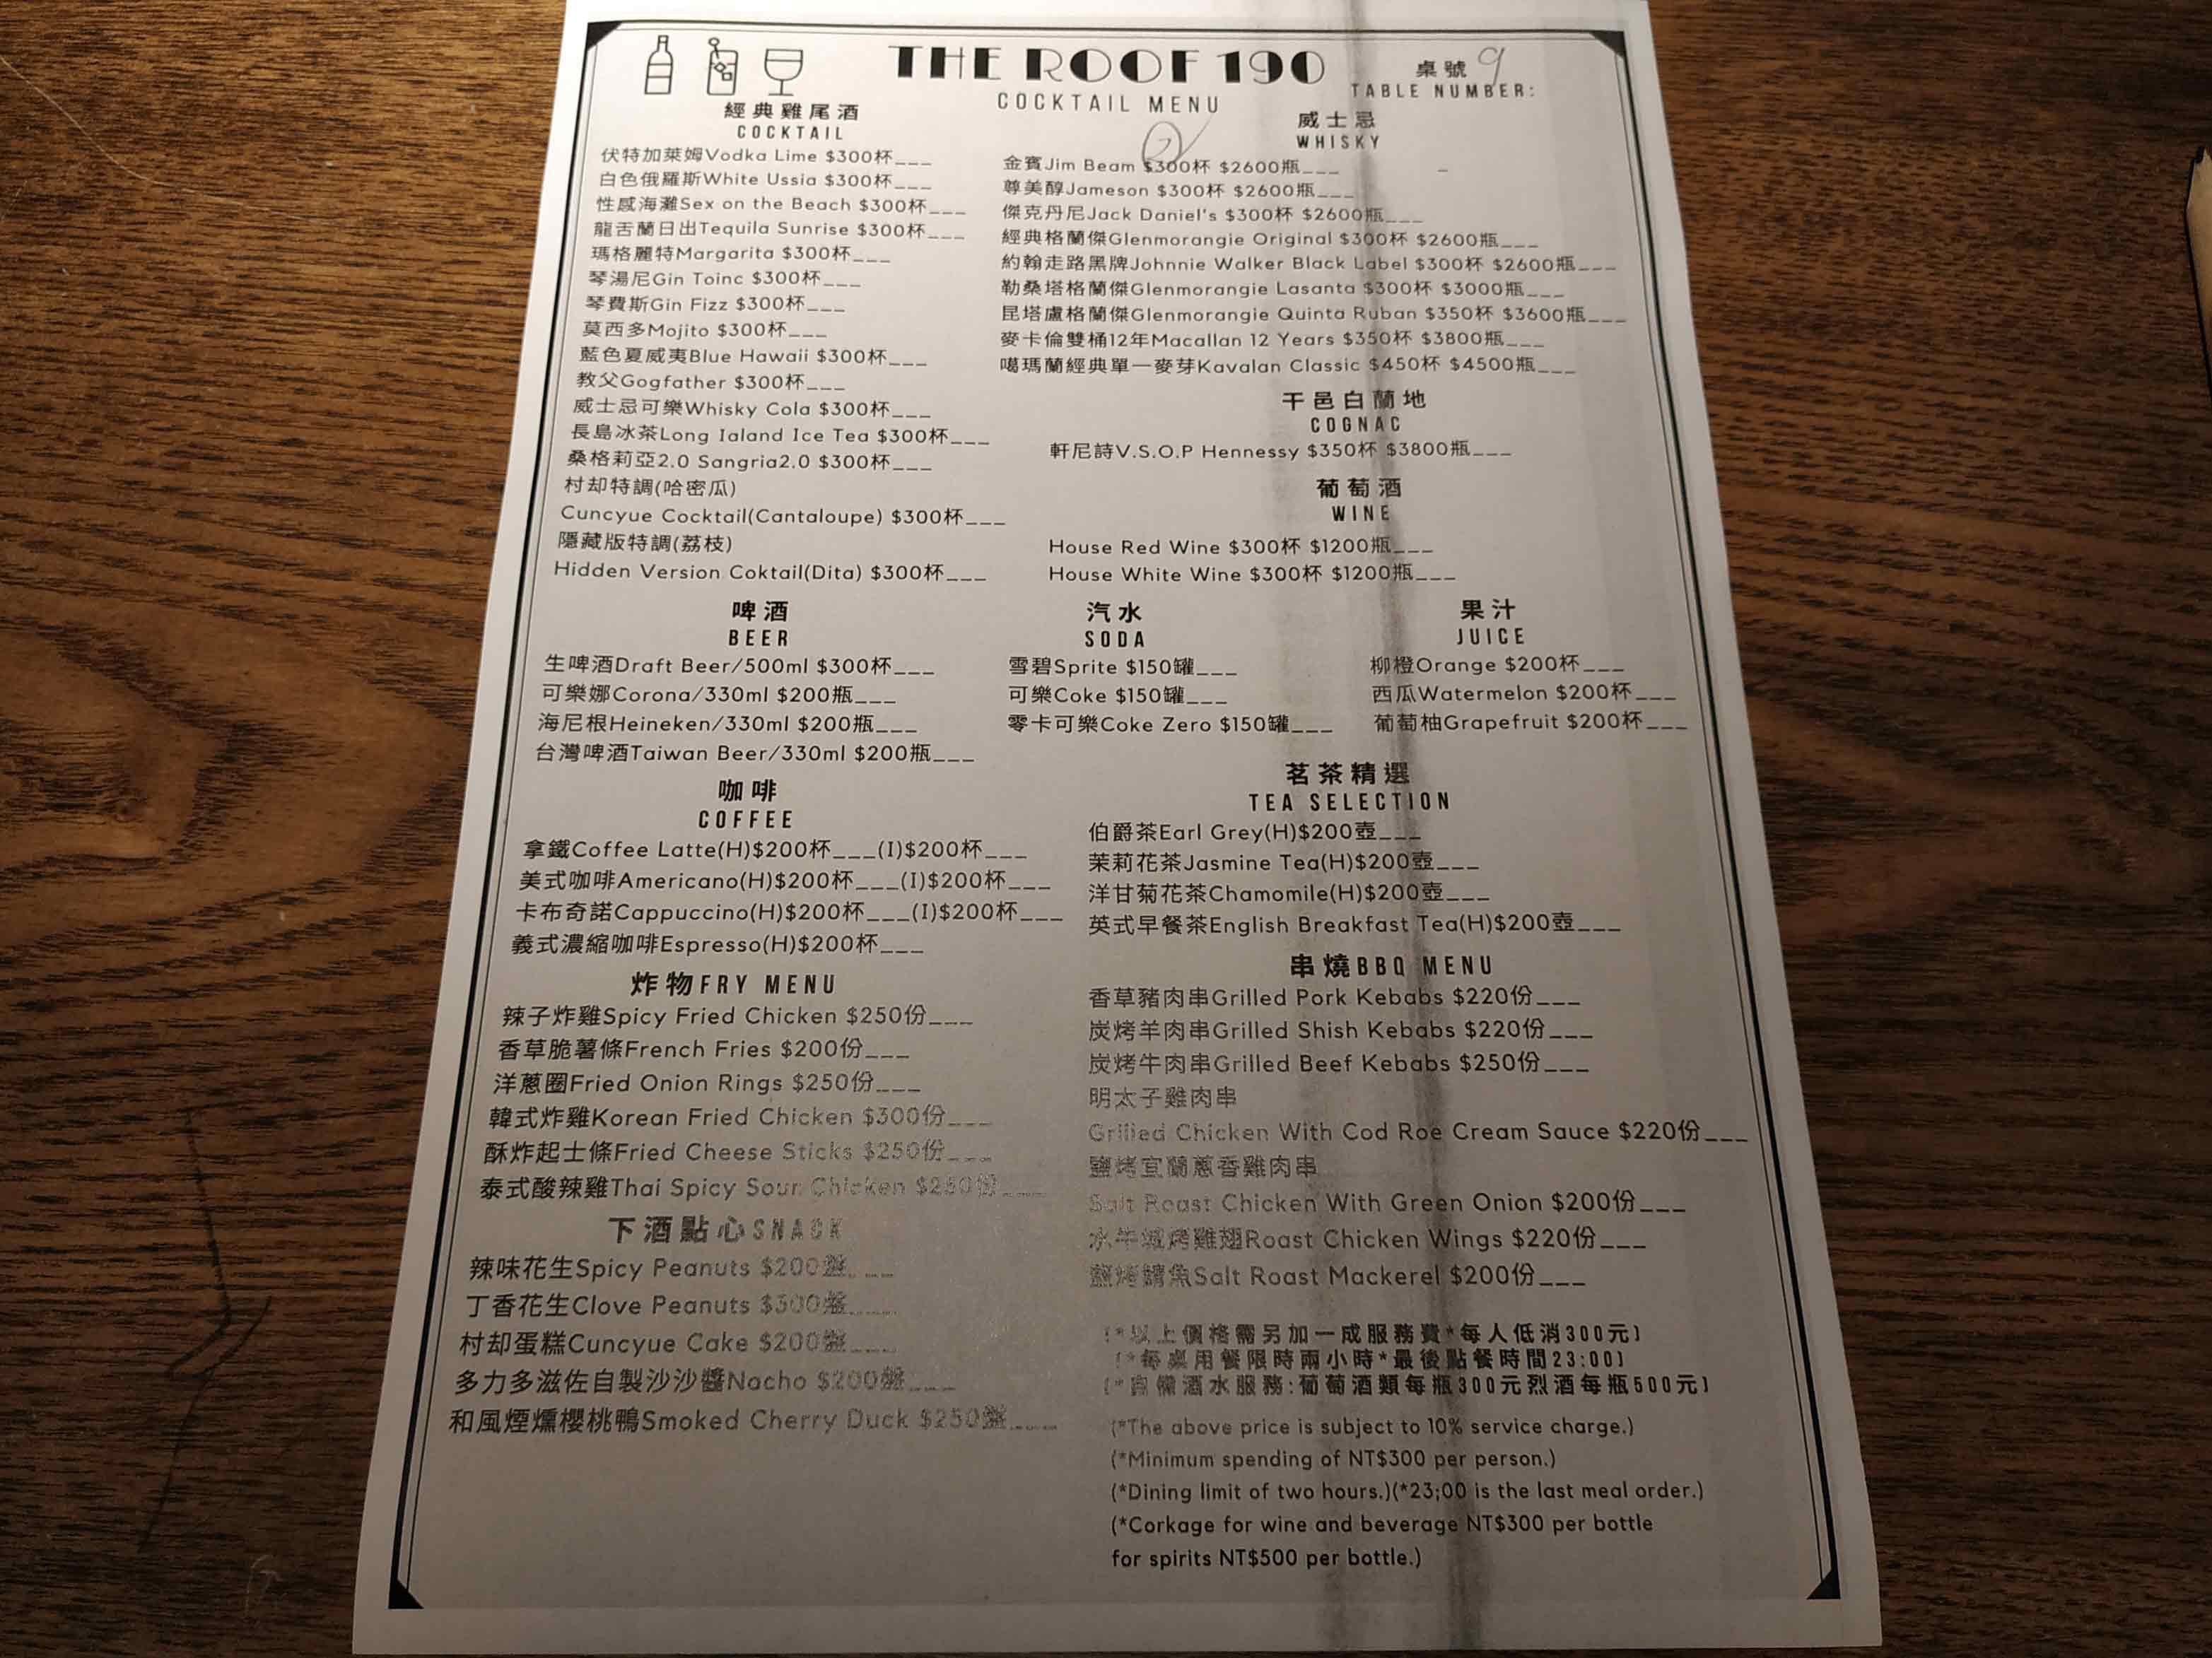 THE ROOF 190
COCKTAIL MENU
桌號 9
TABLE NUMBER:
經典雞尾酒
COCKTAIL
伏特加萊姆Vodka Lime $300杯___
白色俄羅斯White Ussia $300杯___
性感海灘Sex on the Beach $300杯___
龍舌蘭日出Tequila Sunrise $300杯___
瑪格麗特Margarita $300杯___
琴湯尼Gin Toinc $300杯___
琴費斯Gin Fizz $300杯___
莫西多Mojito $300杯___
藍色夏威夷Blue Hawaii $300杯___
教父Gogfather $300杯___
威士忌可樂Whisky Cola $300杯___
長島冰茶Long Ialand Ice Tea $300杯___
桑格莉亞2.0 Sangria2.0 $300杯___
村却特調(哈密瓜)
Cuncyue Cocktail(Cantaloupe) $300杯___
隱藏版特調(荔枝)
Hidden Version Coktail(Dita) $300杯___
威士忌
WHISKY
金賓Jim Beam $300杯 $2600瓶___
尊美醇Jameson $300杯 $2600瓶___
傑克丹尼Jack Daniel's $300杯 $2600瓶___
經典格蘭傑Glenmorangie Original $300杯 $2600瓶___
約翰走路黑牌Johnnie Walker Black Label $300杯 $2600瓶___
勒桑塔格蘭傑Glenmorangie Lasanta $300杯 $3000瓶___
昆塔盧格蘭傑Glenmorangie Quinta Ruban $350杯 $3600瓶___
麥卡倫雙桶12年Macallan 12 Years $350杯 $3800瓶___
噶瑪蘭經典單一麥芽Kavalan Classic $450杯 $4500瓶___
干邑白蘭地
COGNAC
軒尼詩V.S.O.P Hennessy $350杯 $3800瓶___
葡萄酒
WINE
House Red Wine $300杯 $1200瓶___
House White Wine $300杯 $1200瓶___
啤酒
BEER
生啤酒Draft Beer/500ml $300杯___
可樂娜Corona/330ml $200瓶___
海尼根Heineken/330ml $200瓶___
台灣啤酒Taiwan Beer/330ml $200瓶___
汽水
SODA
雪碧Sprite $150罐___
可樂Coke $150罐___
零卡可樂Coke Zero $150罐___
果汁
JUICE
柳橙Orange $200杯___
西瓜Watermelon $200杯___
葡萄柚Grapefruit $200杯___
咖啡
COFFEE
拿鐵Coffee Latte(H)$200杯___(I)$200杯___
美式咖啡Americano(H)$200杯___(I)$200杯___
卡布奇諾Cappuccino(H)$200杯___(I)$200杯___
義式濃縮咖啡Espresso(H)$200杯___
茗茶精選
TEA SELECTION
伯爵茶Earl Grey(H)$200壺___
茉莉花茶Jasmine Tea(H)$200壺___
洋甘菊花茶Chamomile(H)$200壺___
英式早餐茶English Breakfast Tea(H)$200壺___
炸物FRY MENU
辣子炸雞Spicy Fried Chicken $250份___
香草脆薯條French Fries $200份___
洋蔥圈Fried Onion Rings $250份___
韓式炸雞Korean Fried Chicken $300份___
酥炸起士條Fried Cheese Sticks $250份___
泰式酸辣雞Thai Spicy Sour Chicken $250份___
下酒點心SNACK
辣味花生Spicy Peanuts $200盤___
丁香花生Clove Peanuts $300盤___
村却蛋糕Cuncyue Cake $200盤___
多力多滋佐自製沙沙醬Nacho $200盤___
和風煙燻櫻桃鴨Smoked Cherry Duck $250盤___
串燒BBQ MENU
香草豬肉串Grilled Pork Kebabs $220份___
炭烤羊肉串Grilled Shish Kebabs $220份___
炭烤牛肉串Grilled Beef Kebabs $250份___
明太子雞肉串
Grilled Chicken With Cod Roe Cream Sauce $220份___
鹽烤宜蘭蔥香雞肉串
Salt Roast Chicken With Green Onion $200份___
水牛城烤雞翅Roast Chicken Wings $220份___
鹽烤鯖魚Salt Roast Mackerel $200份___
(*以上價格需另加一成服務費*每人低消300元)
(*每桌用餐限時兩小時*最後點餐時間23:00)
(*自備酒水服務:葡萄酒類每瓶300元烈酒每瓶500元)
(*The above price is subject to 10% service charge.)
(*Minimum spending of NT$300 per person.)
(*Dining limit of two hours.)(*23;00 is the last meal order.)
(*Corkage for wine and beverage NT$300 per bottle
for spirits NT$500 per bottle.)